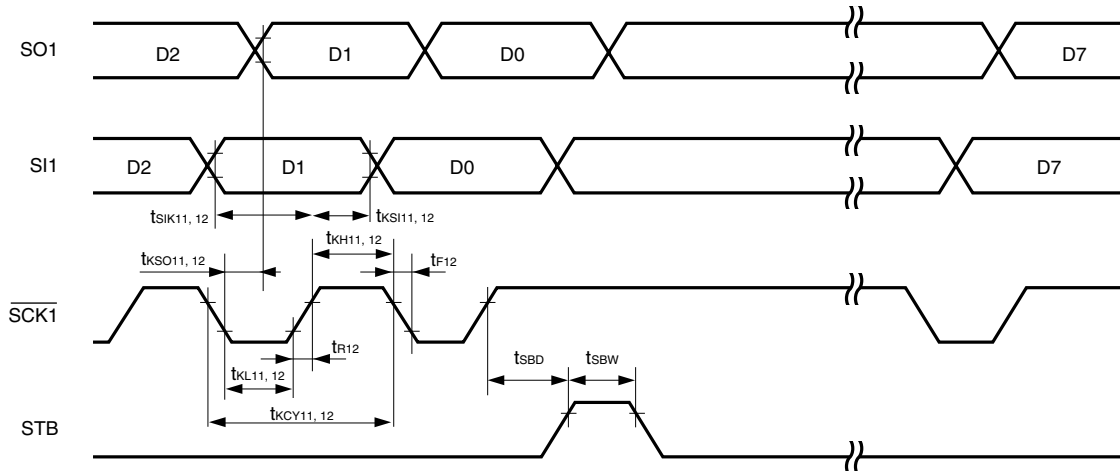 SO1 D2 D1 D0 D7
SI1 D2 D1 D0 D7
tSIK11, 12 tKSI11, 12
tKH11, 12
tKSO11, 12 tF12
SCK1
tR12
tSBD tSBW
tKL11, 12
tKCY11, 12
STB